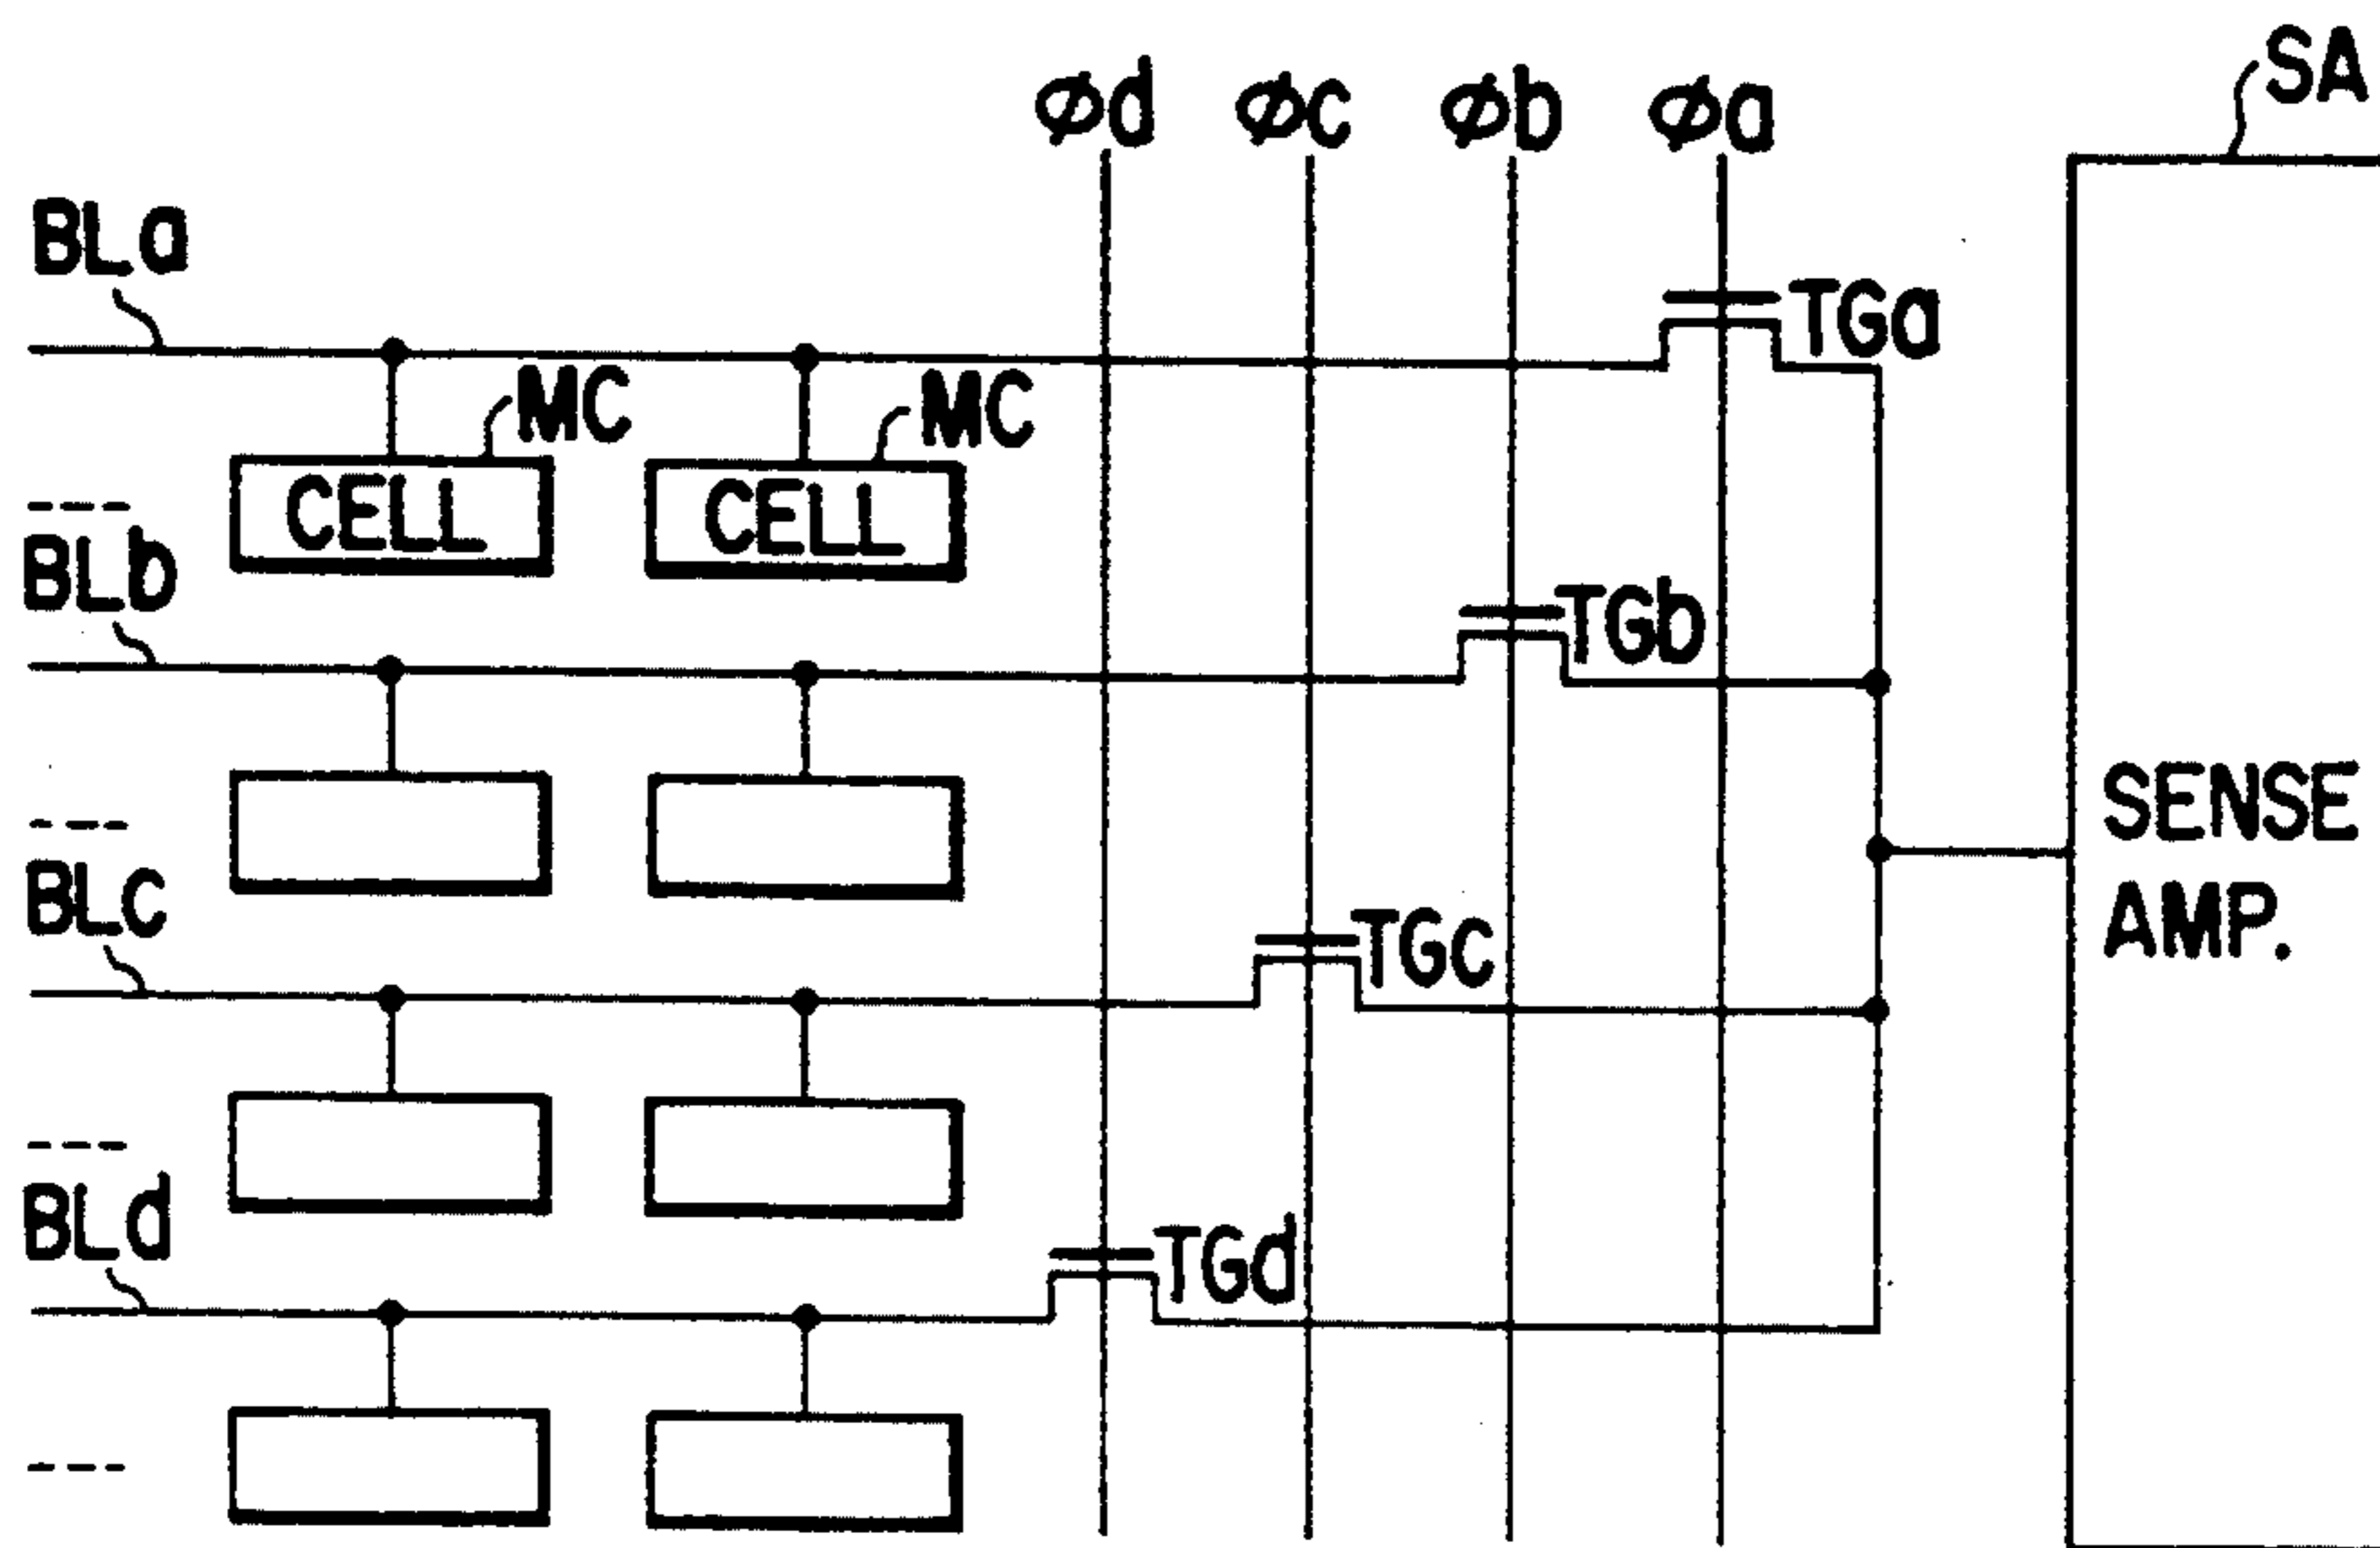 φd φc φb φa SA
BLa
TGa
MC MC
CELL CELL
BLb
TGb
SENSE
AMP.
BLc
TGc
BLd
TGd